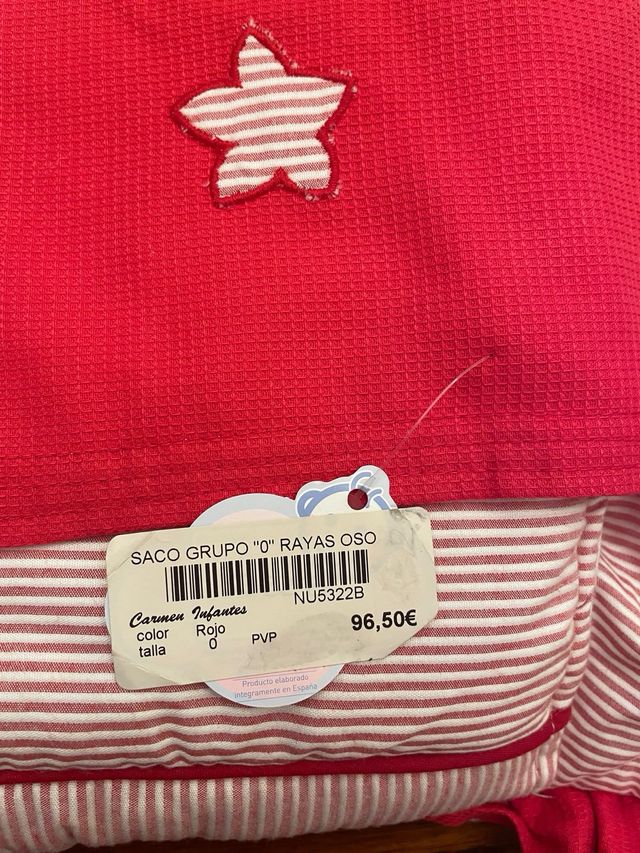 SACO GRUPO "0" RAYAS OSO
NU5322B
Carmen Infantes
color Rojo
talla 0 PVP 96,50€
Producto elaborado
íntegramente en España